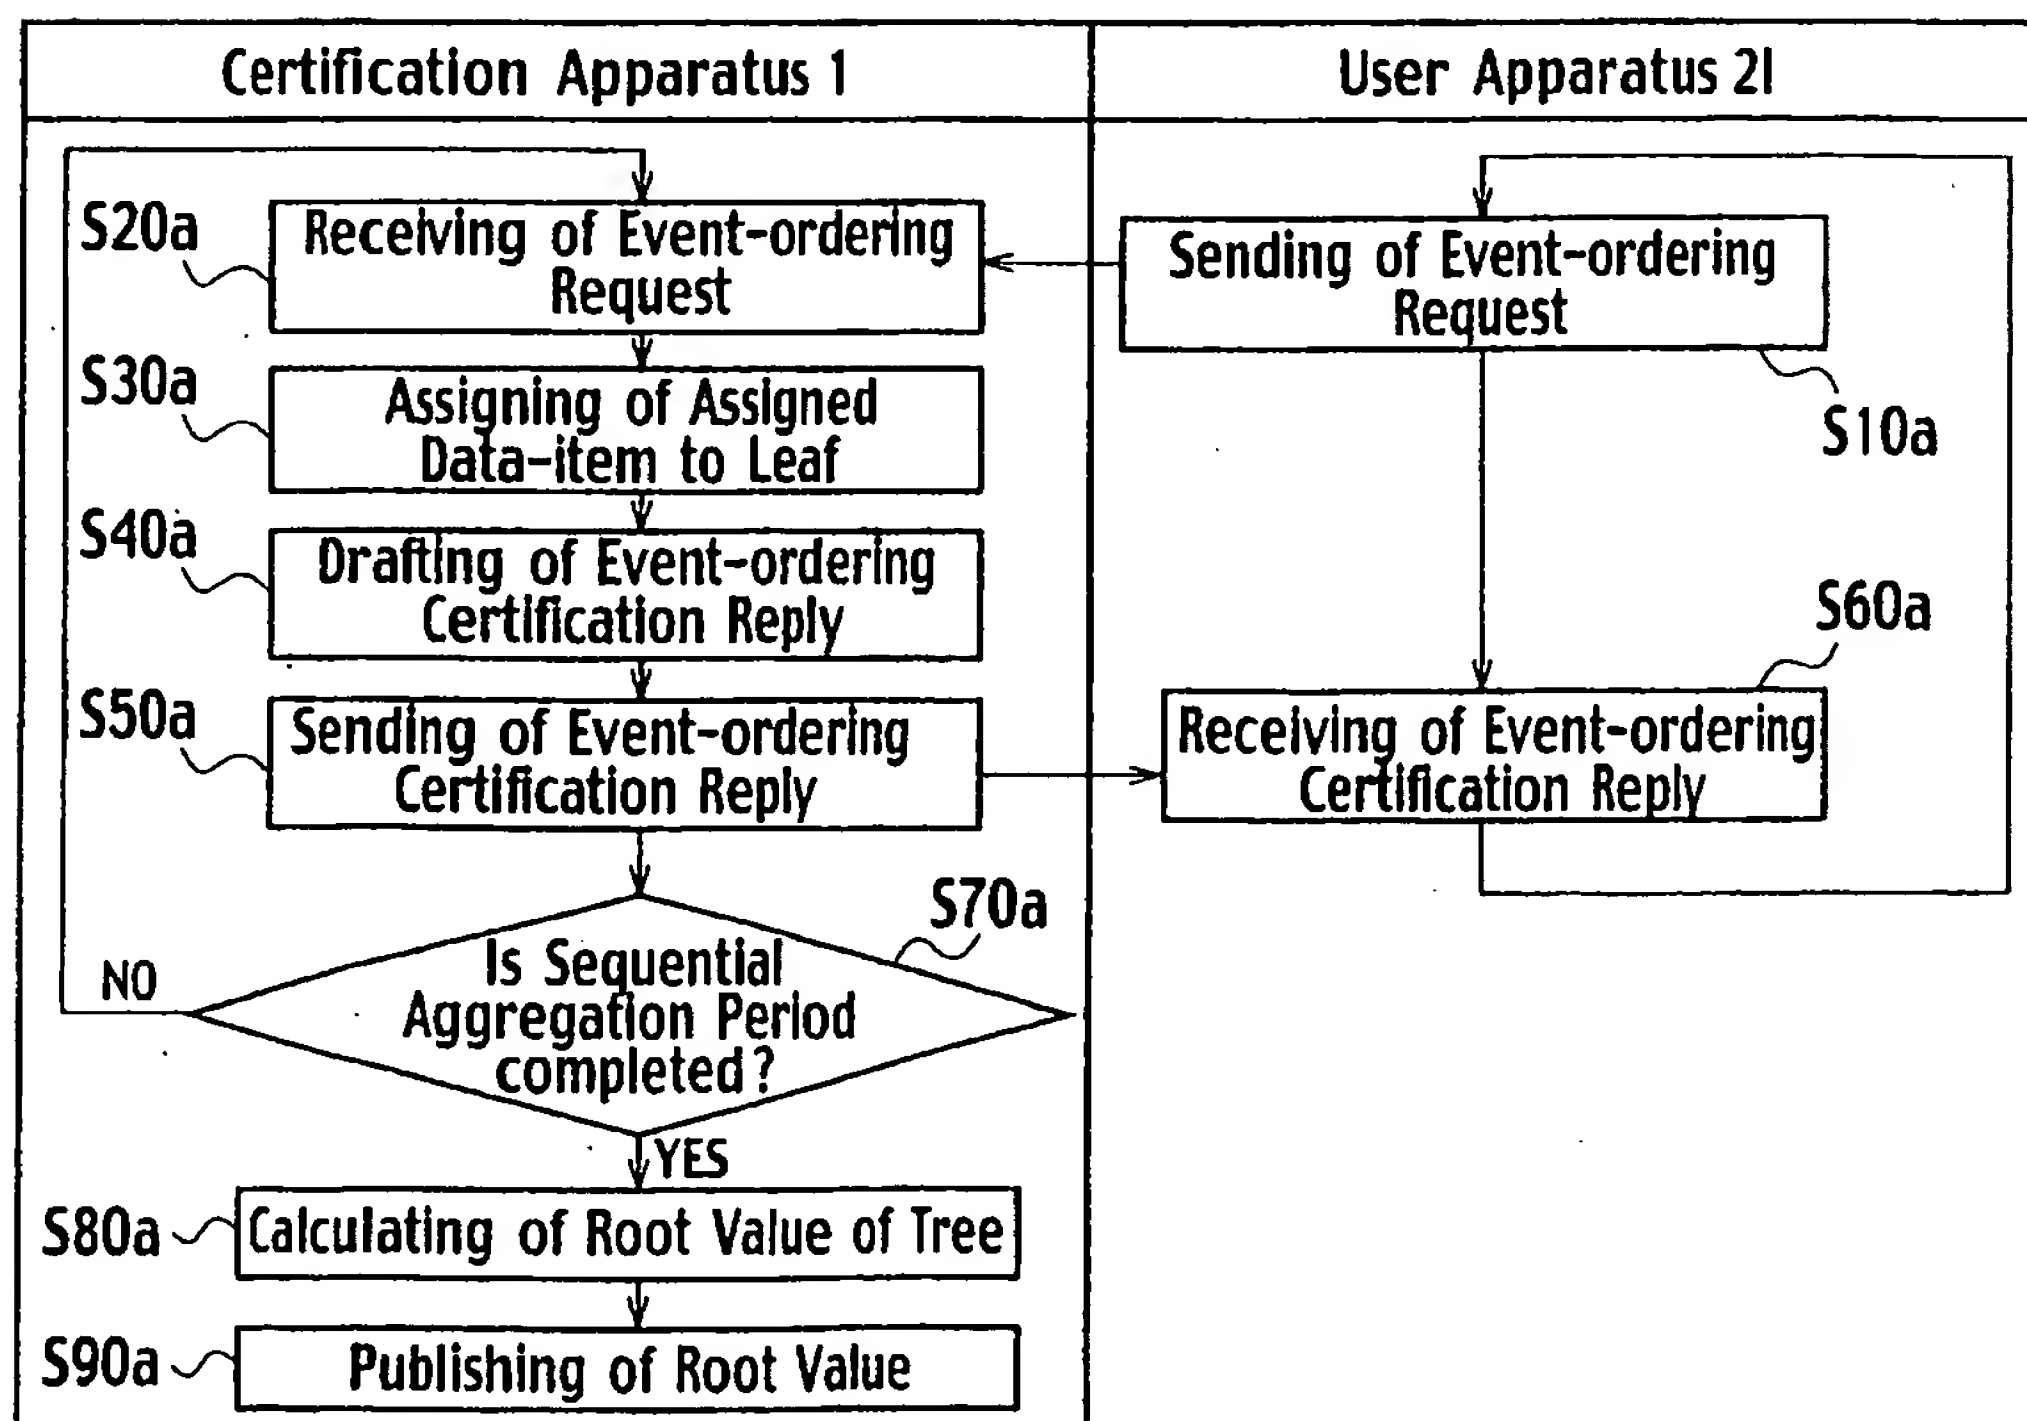 Certification Apparatus 1
User Apparatus 2I
S20a
Receiving of Event-ordering
Request
Sending of Event-ordering
Request
S10a
S30a
Assigning of Assigned
Data-item to Leaf
S40a
Drafting of Event-ordering
Certification Reply
S50a
Sending of Event-ordering
Certification Reply
S60a
Receiving of Event-ordering
Certification Reply
S70a
Is Sequential
Aggregation Period
completed?
NO
YES
S80a
Calculating of Root Value of Tree
S90a
Publishing of Root Value